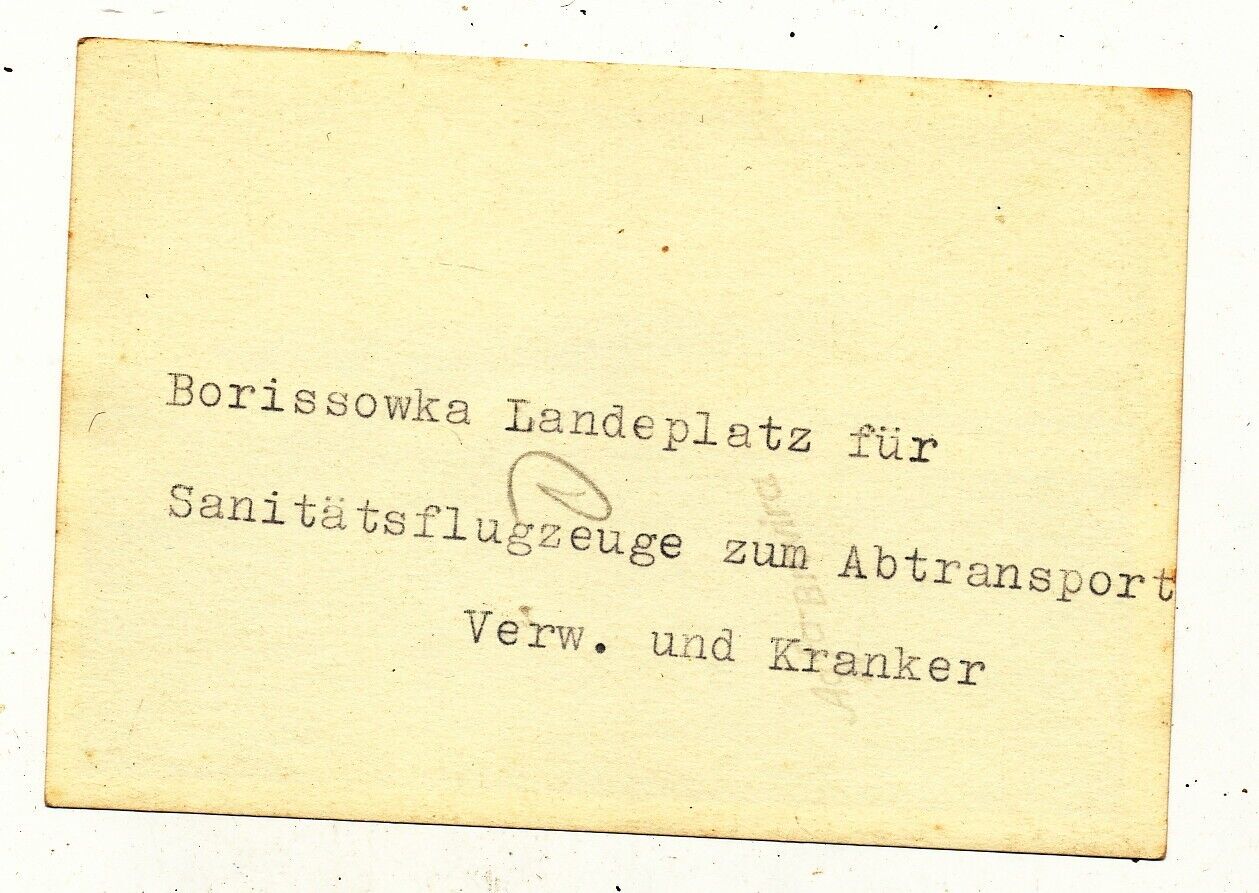 Borissowka Landeplatz für
Sanitätsflugzeuge zum Abtransport
Verw. und Kranker